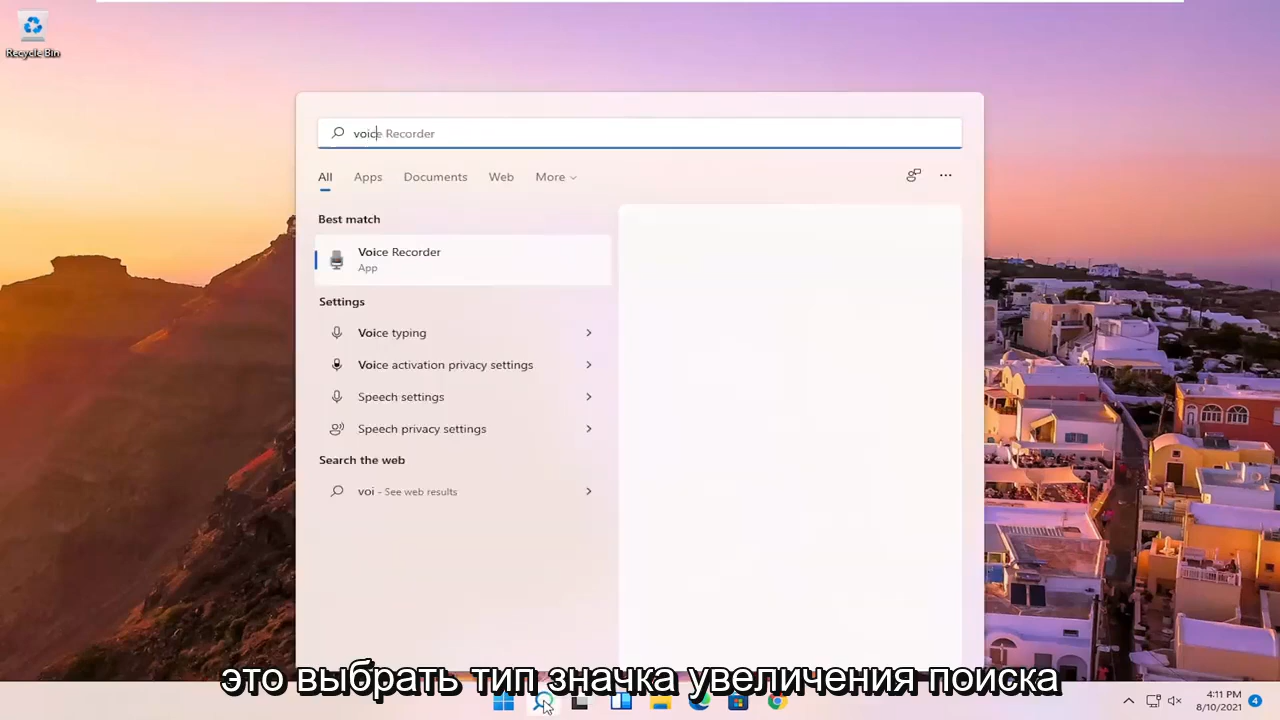 Recycle Bin
voice Recorder
All Apps Documents Web More
Best match
Voice Recorder
App
Settings
Voice typing
Voice activation privacy settings
Speech settings
Speech privacy settings
Search the web
voi - See web results
это выбрать тип значка увеличения поиска
4:11 PM
8/10/2021
4